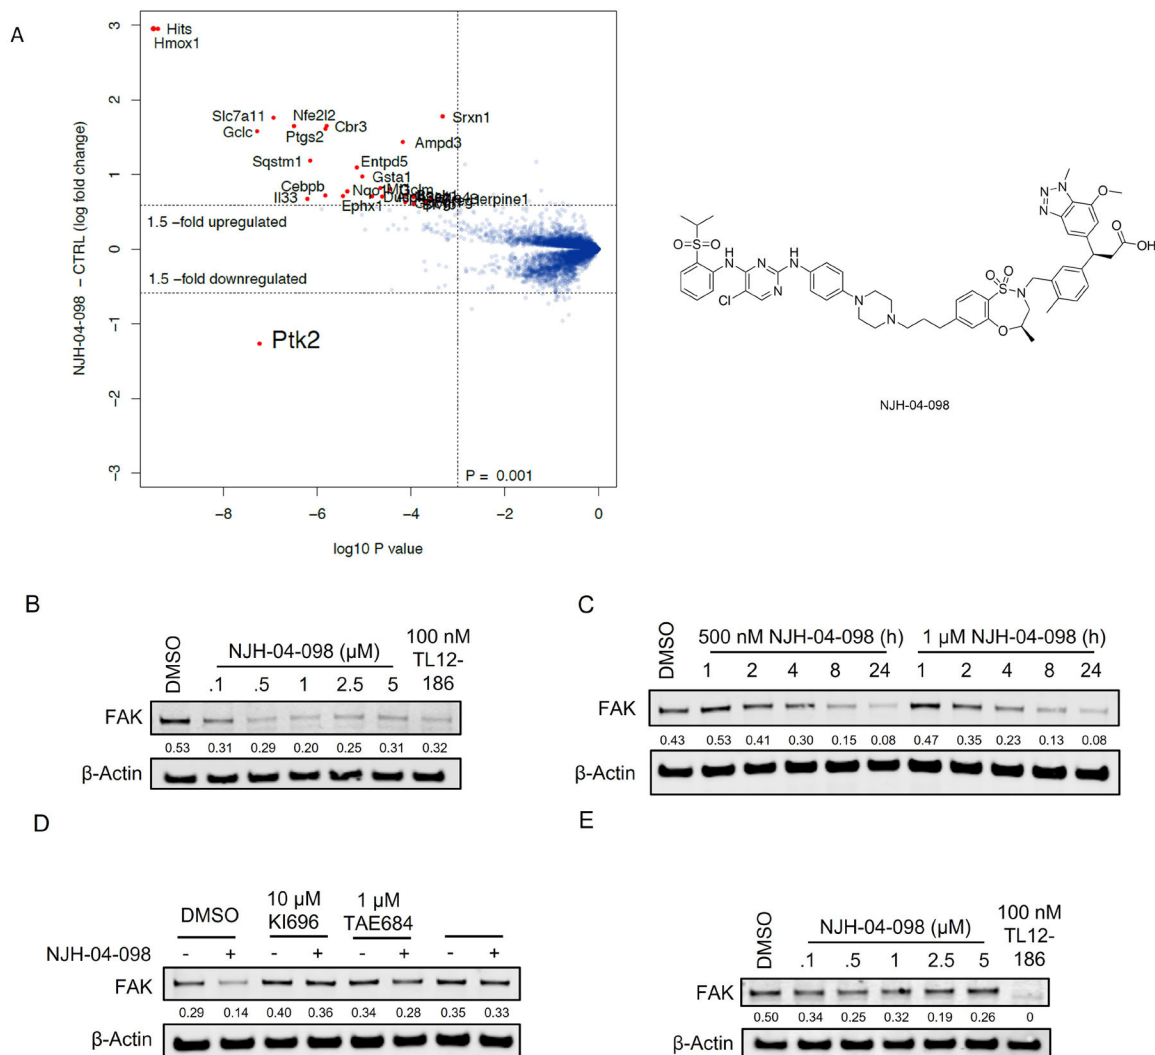 A
3
2
1
0
−1
−2
−3
NJH-04-098 − CTRL (log fold change)
Hits
Hmox1
Slc7a11
Nfe2l2
Gclc
Ptgs2
Cbr3
Srxn1
Ampd3
Sqstm1
Entpd5
Gsta1
Cebpb
Il33
Nqo1
Gclm
Ephx1
1.5 −fold upregulated
1.5 −fold downregulated
Ptk2
P = 0.001
−8 −6 −4 −2 0
log10 P value
O O
S
NH
N
NH
N
Cl
N
N
O O
S
N
O
N
N
N
O
O
OH
NJH-04-098
B
DMSO
NJH-04-098 (µM)
100 nM
TL12-
186
.1 .5 1 2.5 5
FAK
0.53 0.31 0.29 0.20 0.25 0.31 0.32
β-Actin
C
DMSO
500 nM NJH-04-098 (h)
1 µM NJH-04-098 (h)
1 2 4 8 24 1 2 4 8 24
FAK
0.43 0.53 0.41 0.30 0.15 0.08 0.47 0.35 0.23 0.13 0.08
β-Actin
D
DMSO
10 µM
KI696
1 µM
TAE684
NJH-04-098 - + - + - + - +
FAK
0.29 0.14 0.40 0.36 0.34 0.28 0.35 0.33
β-Actin
E
DMSO
NJH-04-098 (µM)
100 nM
TL12-
186
.1 .5 1 2.5 5
FAK
0.50 0.34 0.25 0.32 0.19 0.26 0
β-Actin